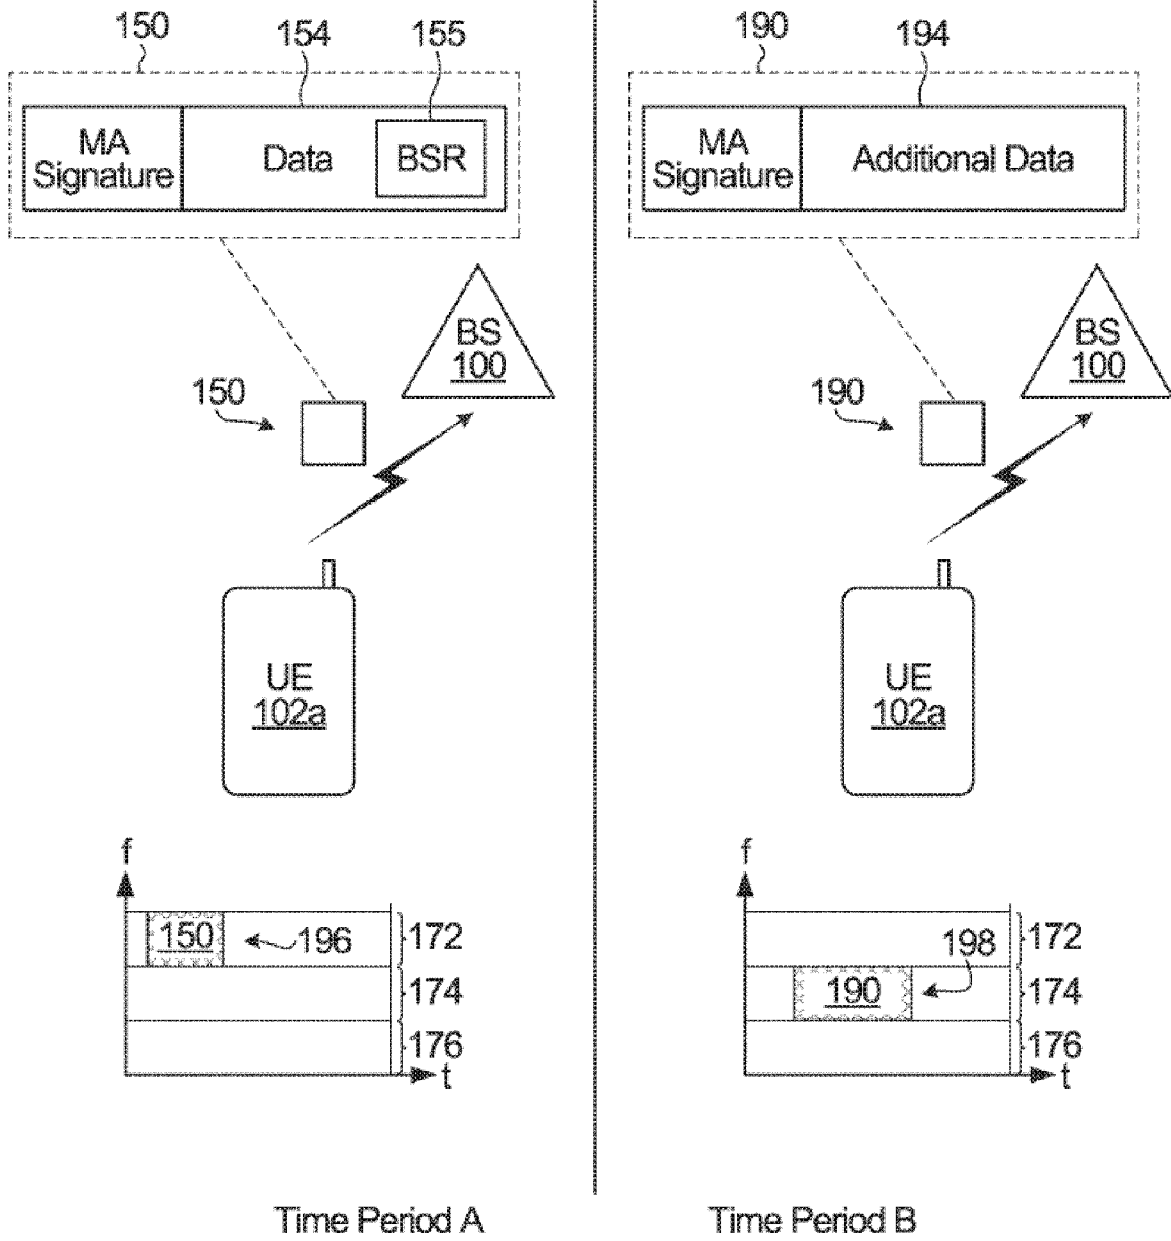 150
154
155
MA
Signature
Data
BSR
BS
100
150
UE
102a
f
150
196
172
174
176
t
Time Period A
190
194
MA
Signature
Additional Data
BS
100
190
UE
102a
f
198
190
172
174
176
t
Time Period B